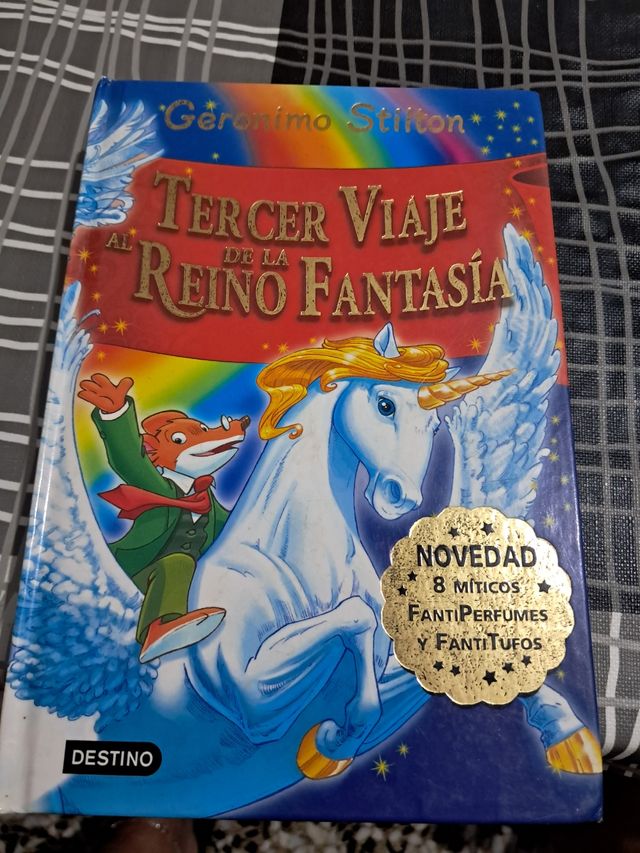 Geronimo Stilton
TERCER VIAJE
AL REINO DE LA FANTASÍA
NOVEDAD
8 MÍTICOS
FANTIPERFUMES
Y FANTITUFOS
DESTINO